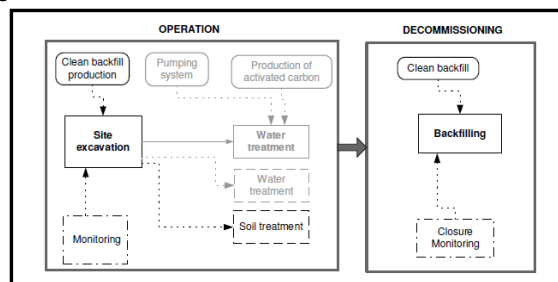 OPERATION
DECOMMISSIONING
Clean backfill
production
Pumping
system
Production of
activated carbon
Clean backfill
Site
excavation
Water
treatment
Backfilling
Water
treatment
Monitoring
Soil treatment
Closure
Monitoring